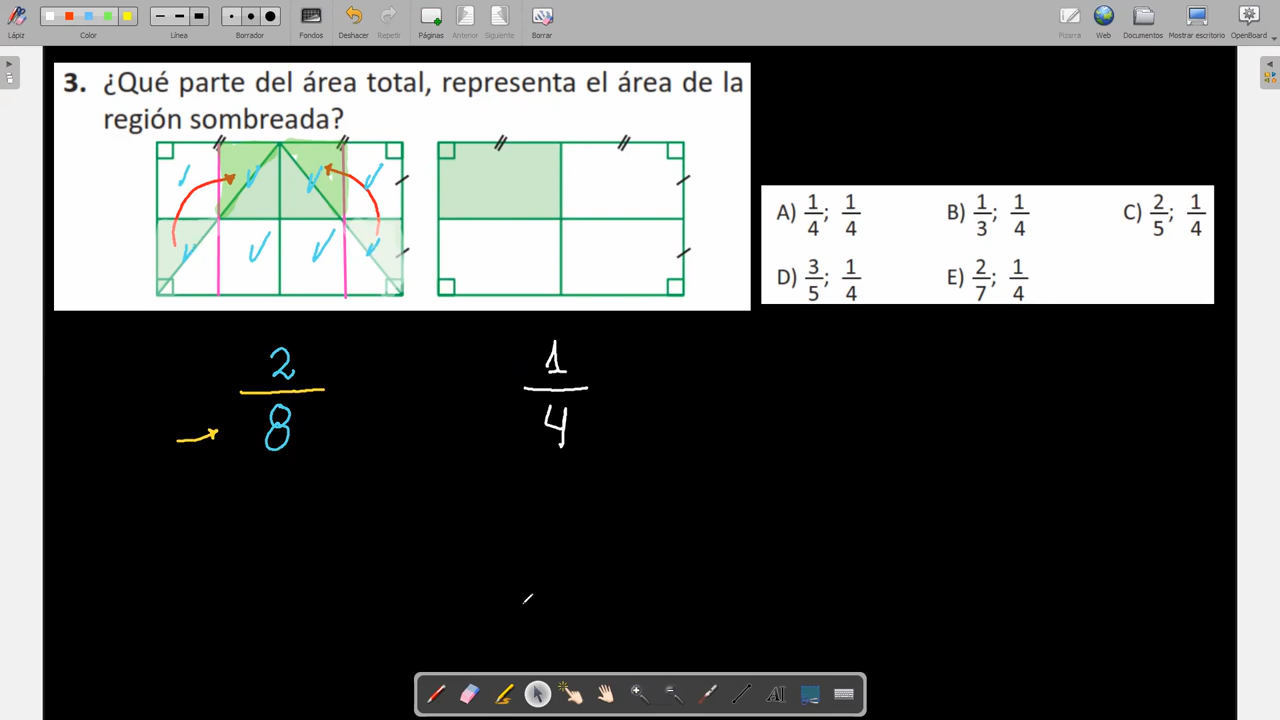 Lápiz Color Línea Borrador Fondos Deshacer Repetir Páginas Anterior Siguiente Borrar Pizarra Web Documentos Mostrar escritorio OpenBoard
3. ¿Qué parte del área total, representa el área de la
región sombreada?
A) 1/4; 1/4 B) 1/3; 1/4 C) 2/5; 1/4
D) 3/5; 1/4 E) 2/7; 1/4
2/8 1/4
AI